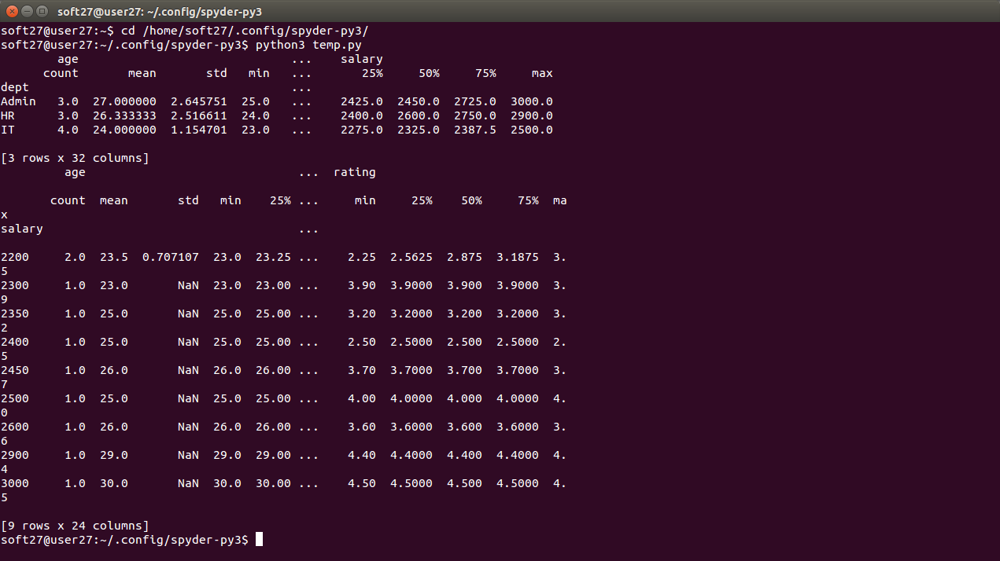 soft27@user27: ~/.config/spyder-py3
soft27@user27:~$ cd /home/soft27/.config/spyder-py3/
soft27@user27:~/.config/spyder-py3$ python3 temp.py
        age                              ...    salary
      count       mean       std   min   ...       25%     50%     75%     max
dept                                     ...
Admin   3.0  27.000000  2.645751  25.0   ...    2425.0  2450.0  2725.0  3000.0
HR      3.0  26.333333  2.516611  24.0   ...    2400.0  2600.0  2750.0  2900.0
IT      4.0  24.000000  1.154701  23.0   ...    2275.0  2325.0  2387.5  2500.0
[3 rows x 32 columns]
         age                              ...  rating
       count  mean       std   min    25% ...     min     25%    50%     75%  ma
x
salary                                    ...
2200     2.0  23.5  0.707107  23.0  23.25 ...    2.25  2.5625  2.875  3.1875  3.
5
2300     1.0  23.0       NaN  23.0  23.00 ...    3.90  3.9000  3.900  3.9000  3.
9
2350     1.0  25.0       NaN  25.0  25.00 ...    3.20  3.2000  3.200  3.2000  3.
2
2400     1.0  25.0       NaN  25.0  25.00 ...    2.50  2.5000  2.500  2.5000  2.
5
2450     1.0  26.0       NaN  26.0  26.00 ...    3.70  3.7000  3.700  3.7000  3.
7
2500     1.0  25.0       NaN  25.0  25.00 ...    4.00  4.0000  4.000  4.0000  4.
0
2600     1.0  26.0       NaN  26.0  26.00 ...    3.60  3.6000  3.600  3.6000  3.
6
2900     1.0  29.0       NaN  29.0  29.00 ...    4.40  4.4000  4.400  4.4000  4.
4
3000     1.0  30.0       NaN  30.0  30.00 ...    4.50  4.5000  4.500  4.5000  4.
5
[9 rows x 24 columns]
soft27@user27:~/.config/spyder-py3$